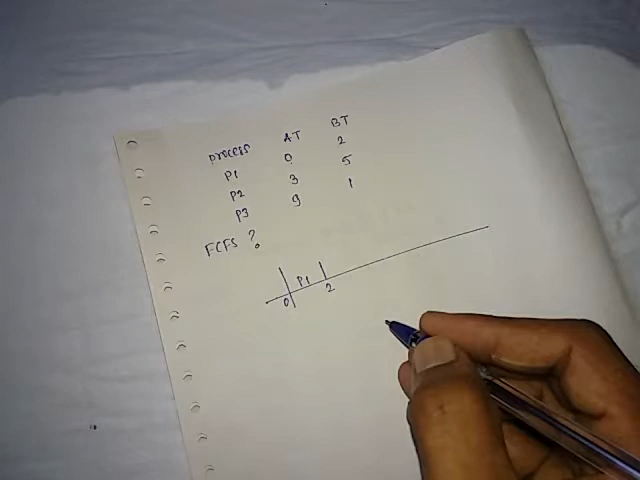 Process AT BT
P1 0 2
P2 3 5
P3 9 1
FCFS ?
P1
0 2